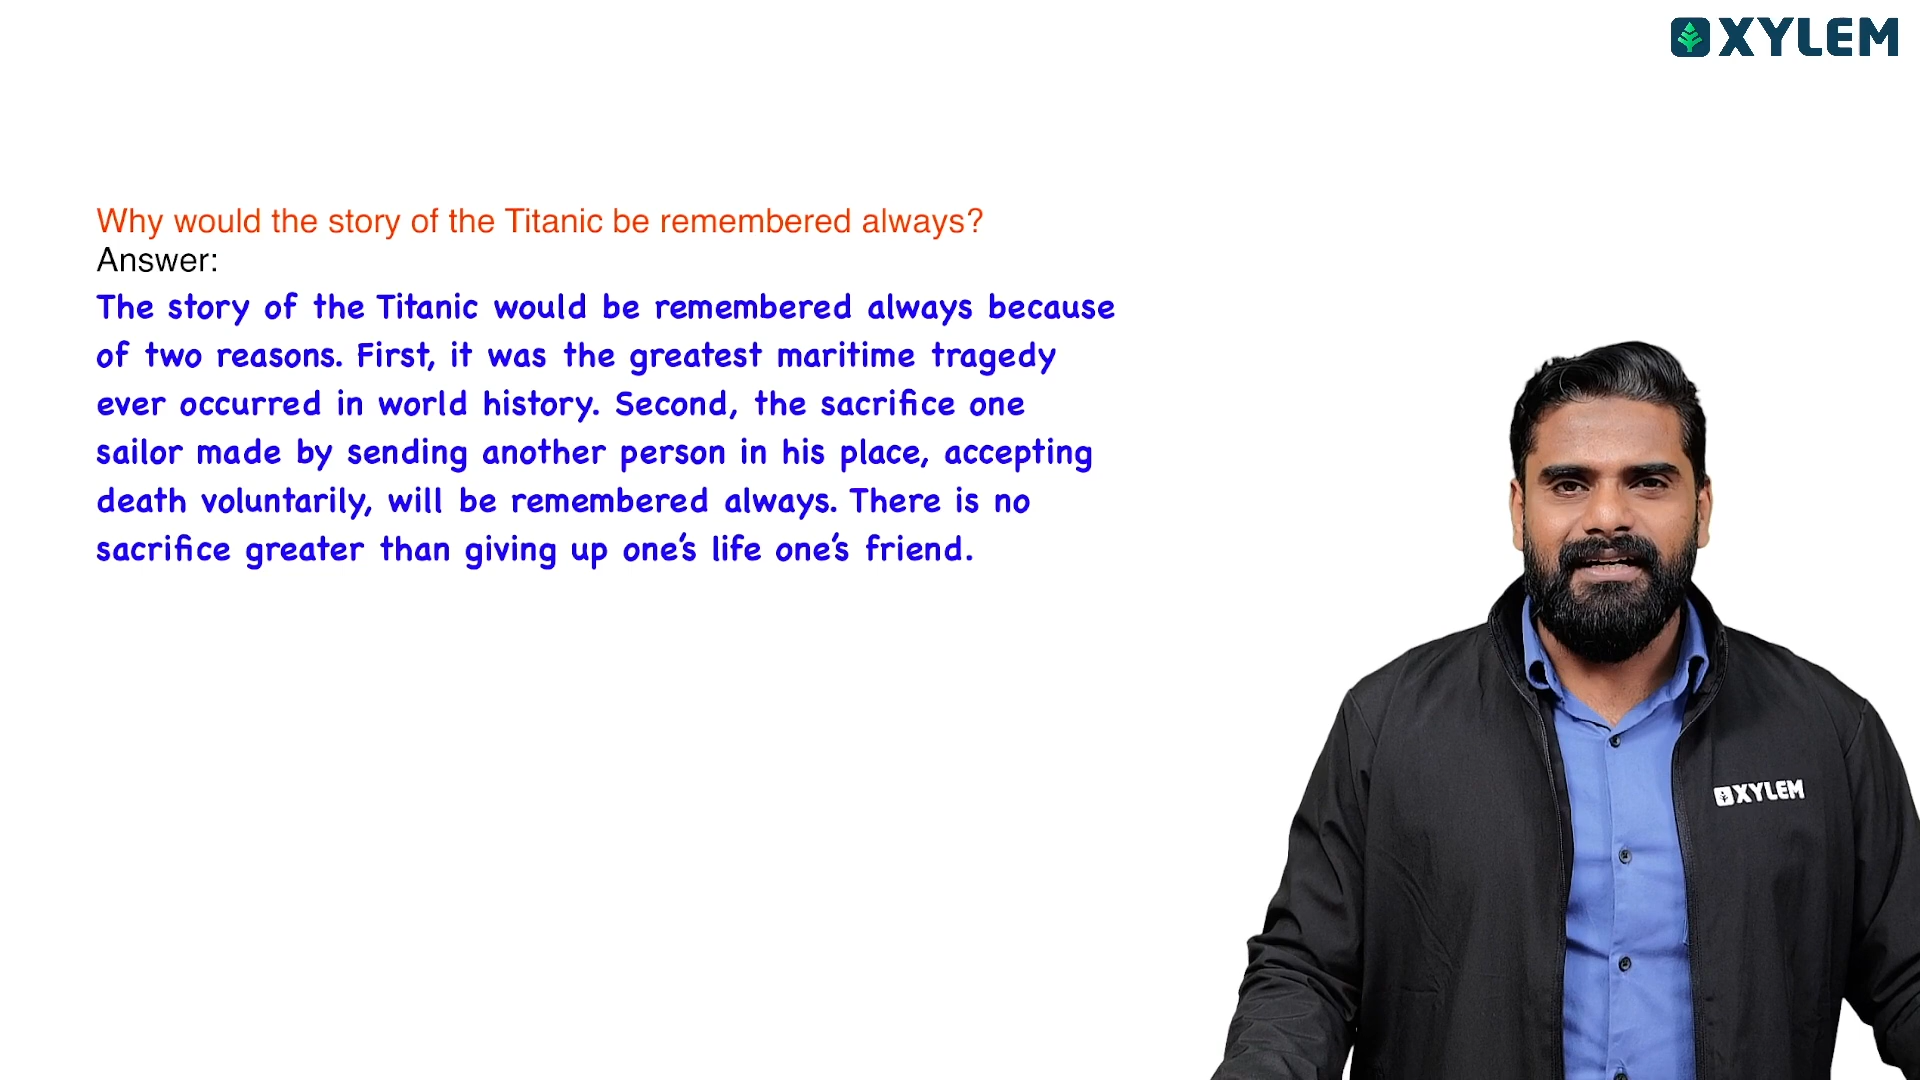 XYLEM
Why would the story of the Titanic be remembered always?
Answer:
The story of the Titanic would be remembered always because
of two reasons. First, it was the greatest maritime tragedy
ever occurred in world history. Second, the sacrifice one
sailor made by sending another person in his place, accepting
death voluntarily, will be remembered always. There is no
sacrifice greater than giving up one's life one's friend.
XYLEM